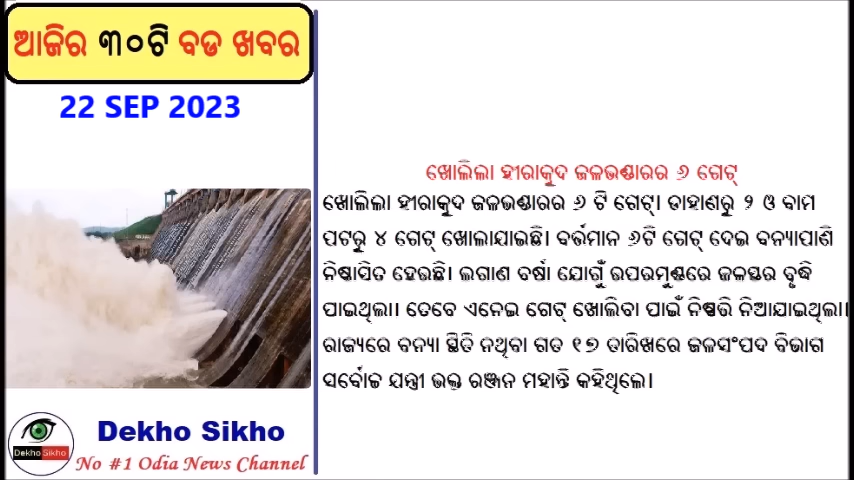 ଆଜିର ୩୦ଟି ବଡ ଖବର
22 SEP 2023
ଖୋଲିଲା ହୀରାକୁଦ ଜଳଭଣ୍ଡାରର ୬ ଗେଟ୍
ଖୋଲିଲା ହୀରାକୁଦ ଜଳଭଣ୍ଡାରର ୬ ଟି ଗେଟ୍। ଡାହାଣରୁ ୨ ଓ ବାମ
ପଟରୁ ୪ ଗେଟ୍ ଖୋଲାଯାଇଛି। ବର୍ତ୍ତମାନ ୬ଟି ଗେଟ୍ ଦେଇ ବନ୍ୟାପାଣି
ନିଷ୍କାସିତ ହେଉଛି। ଲଗାଣ ବର୍ଷା ଯୋଗୁଁ ଉପରମୁଣ୍ଡରେ ଜଳସ୍ତର ବୃଦ୍ଧି
ପାଇଥିଲା। ତେବେ ଏନେଇ ଗେଟ୍ ଖୋଲିବା ପାଇଁ ନିଷ୍ପତି ନିଆଯାଇଥିଲା।
ରାଜ୍ୟରେ ବନ୍ୟା ସ୍ଥିତି ନଥିବା ଗତ ୧୭ ତାରିଖରେ ଜଳସଂପଦ ବିଭାଗ
ସର୍ବୋଚ୍ଚ ଯନ୍ତ୍ରୀ ଭକ୍ତ ରଞ୍ଜନ ମହାନ୍ତି କହିଥିଲେ।
Dekho Sikho
Dekho Sikho
No #1 Odia News Channel